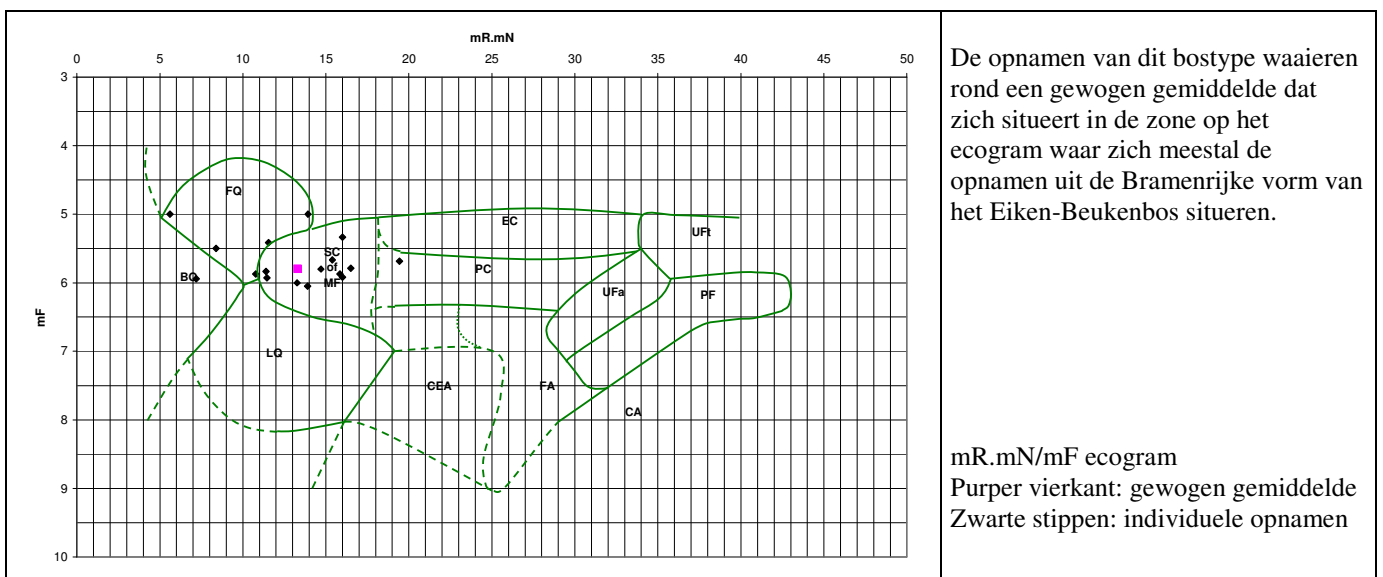 mR.mN
0 5 10 15 20 25 30 35 40 45 50
3
4
5
6
7
8
9
10
mF
FQ
EC
UFt
SC
of
MF
PC
BQ
UFa
PF
LQ
CEA
FA
CA
De opnamen van dit bostype waaieren
rond een gewogen gemiddelde dat
zich situeert in de zone op het
ecogram waar zich meestal de
opnamen uit de Bramenrijke vorm van
het Eiken-Beukenbos situeren.
mR.mN/mF ecogram
Purper vierkant: gewogen gemiddelde
Zwarte stippen: individuele opnamen